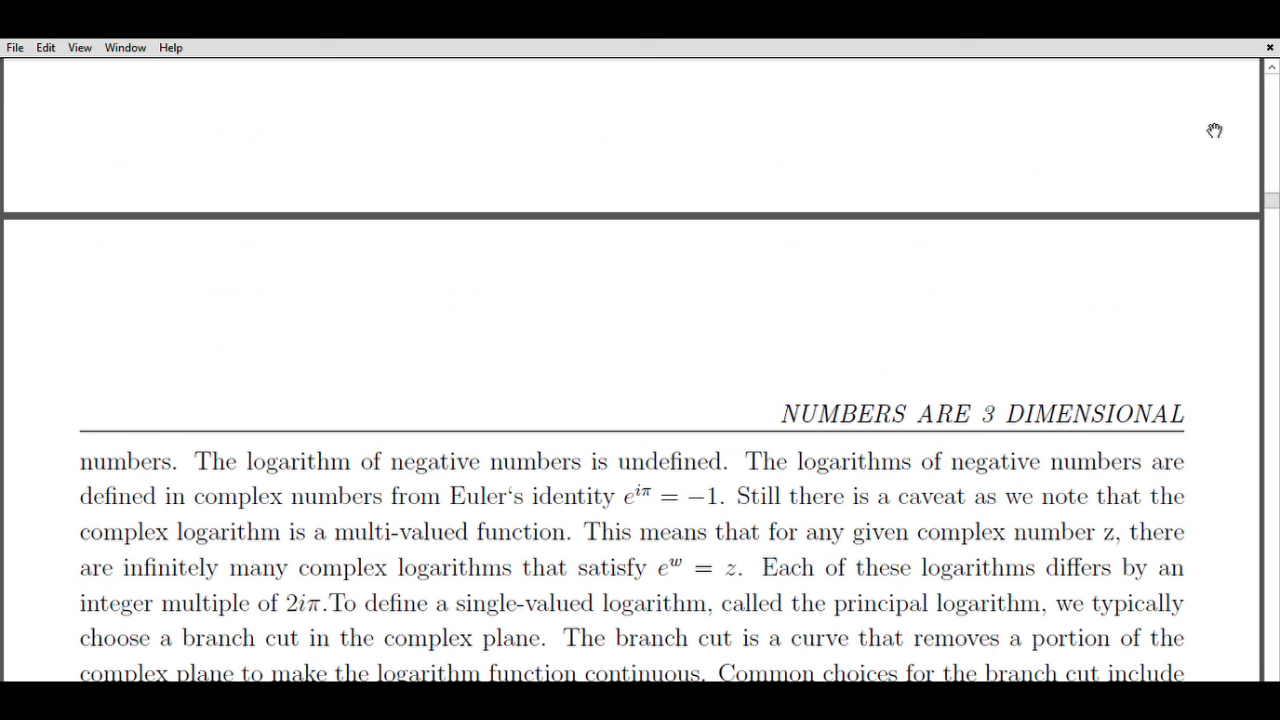 File Edit View Window Help
NUMBERS ARE 3 DIMENSIONAL
numbers. The logarithm of negative numbers is undefined. The logarithms of negative numbers are
defined in complex numbers from Euler‘s identity $e^{i\pi} = -1$. Still there is a caveat as we note that the
complex logarithm is a multi-valued function. This means that for any given complex number z, there
are infinitely many complex logarithms that satisfy $e^w = z$. Each of these logarithms differs by an
integer multiple of $2i\pi$.To define a single-valued logarithm, called the principal logarithm, we typically
choose a branch cut in the complex plane. The branch cut is a curve that removes a portion of the
complex plane to make the logarithm function continuous. Common choices for the branch cut include